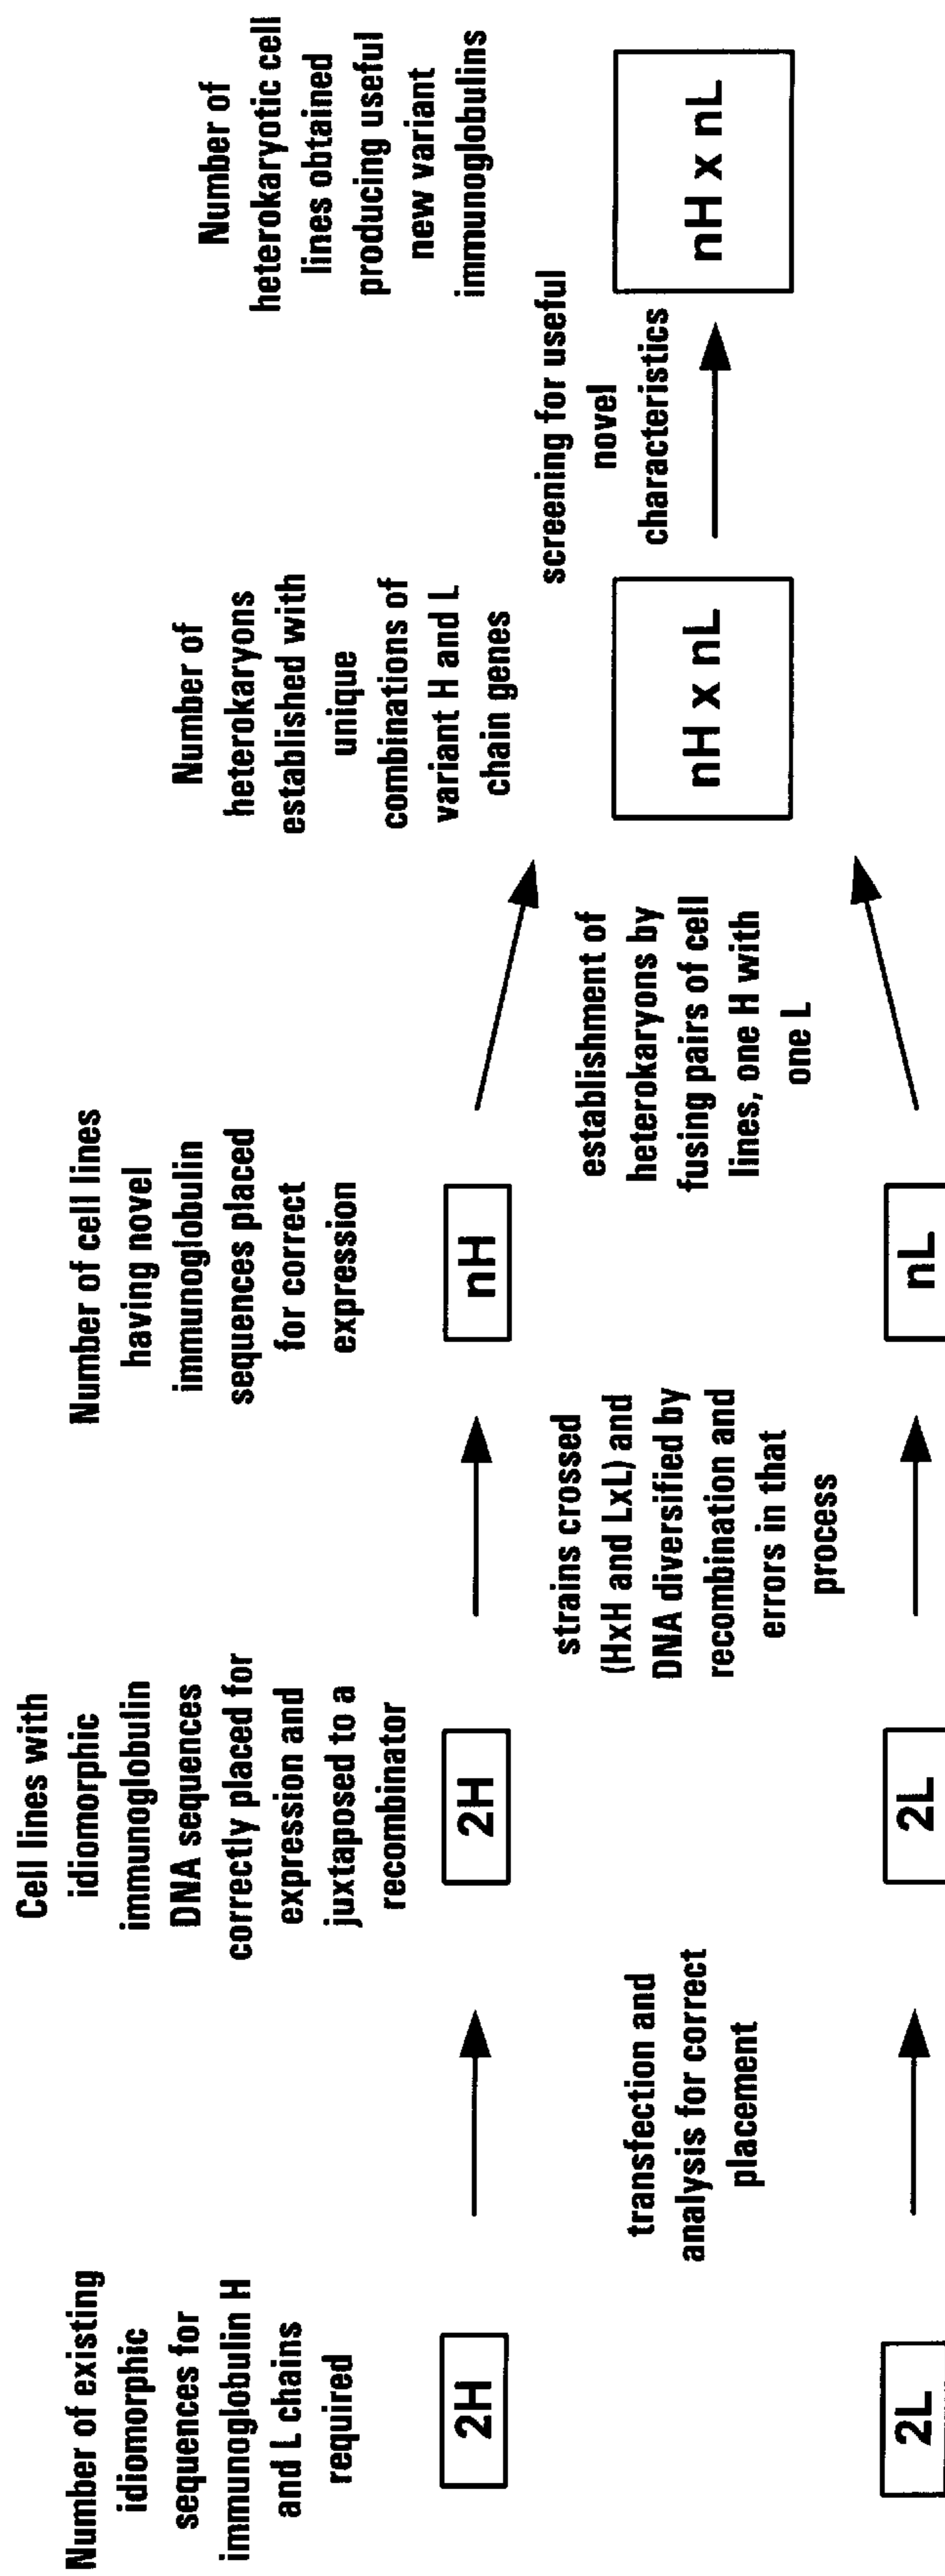 Number of existing
idiomorphic
sequences for
immunoglobulin H
and L chains
required
2H
2L
transfection and
analysis for correct
placement
Cell lines with
idiomorphic
immunoglobulin
DNA sequences
correctly placed for
expression and
juxtaposed to a
recombinator
2H
2L
strains crossed
(HxH and LxL) and
DNA diversified by
recombination and
errors in that
process
Number of cell lines
having novel
immunoglobulin
sequences placed
for correct
expression
nH
nL
establishment of
heterokaryons by
fusing pairs of cell
lines, one H with
one L
Number of
heterokaryons
established with
unique
combinations of
variant H and L
chain genes
nH x nL
screening for useful
novel
characteristics
Number of
heterokaryotic cell
lines obtained
producing useful
new variant
immunoglobulins
nH x nL